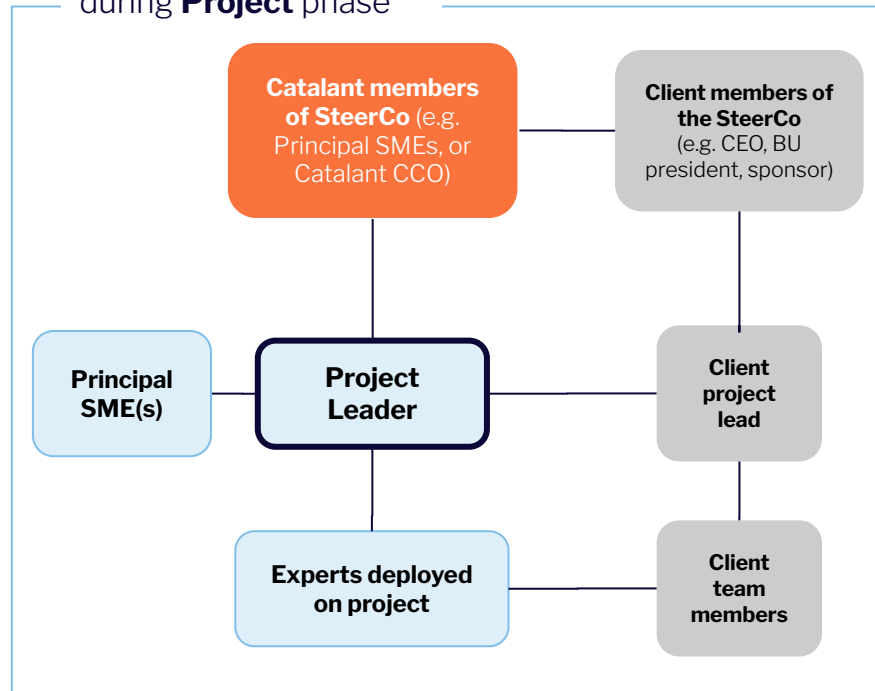 during Project phase
Catalant members
of SteerCo (e.g.
Principal SMEs, or
Catalant CCO)
Client members of
the SteerCo
(e.g. CEO, BU
president, sponsor)
Principal
SME(s)
Project
Leader
Client
project
lead
Experts deployed
on project
Client
team
members